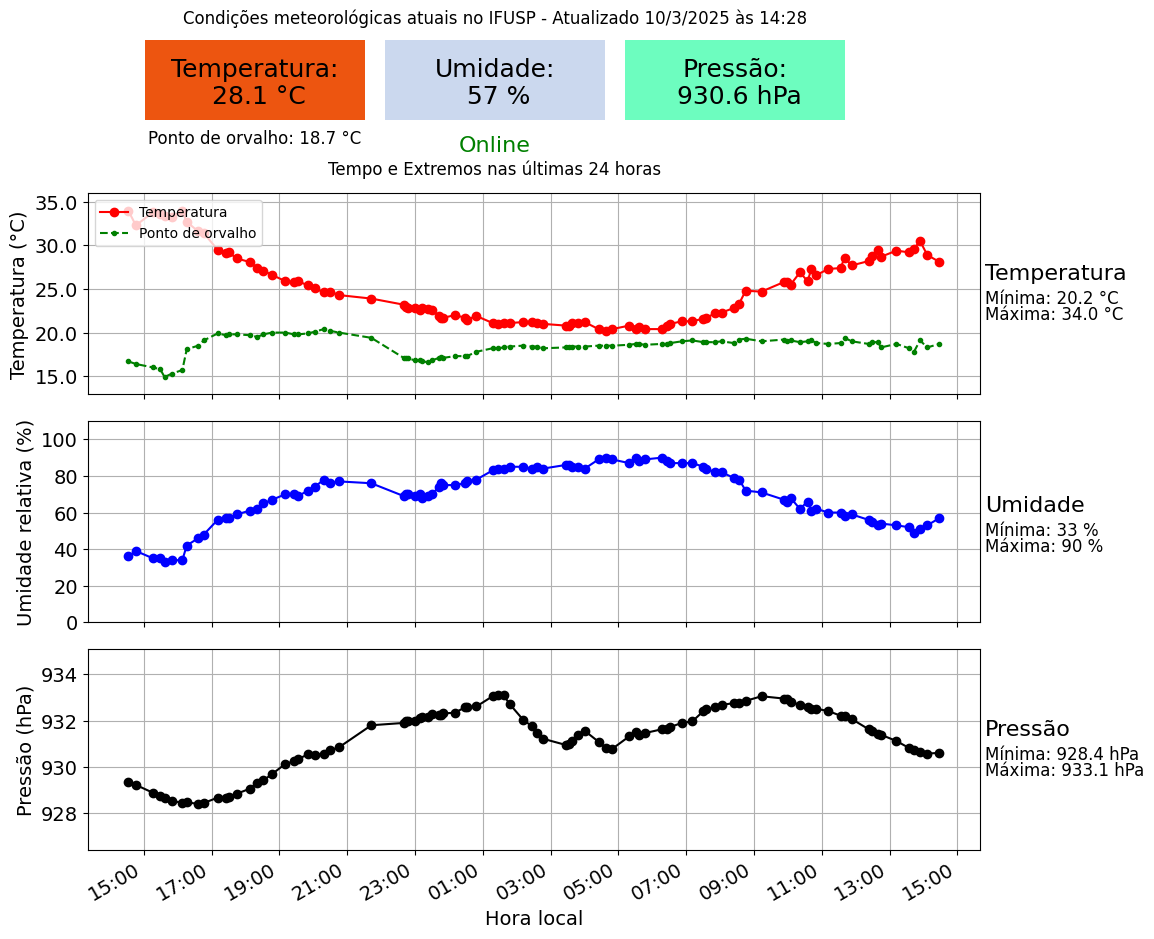 Condições meteorológicas atuais no IFUSP - Atualizado 10/3/2025 às 14:28
Temperatura:
28.1 °C
Umidade:
57 %
Pressão:
930.6 hPa
Ponto de orvalho: 18.7 °C
Online
Tempo e Extremos nas últimas 24 horas
Temperatura (°C)
35.0
30.0
25.0
20.0
15.0
Temperatura
Ponto de orvalho
Temperatura
Mínima: 20.2 °C
Máxima: 34.0 °C
Umidade relativa (%)
100
80
60
40
20
0
Umidade
Mínima: 33 %
Máxima: 90 %
Pressão (hPa)
934
932
930
928
Pressão
Mínima: 928.4 hPa
Máxima: 933.1 hPa
15:00 17:00 19:00 21:00 23:00 01:00 03:00 05:00 07:00 09:00 11:00 13:00 15:00
Hora local